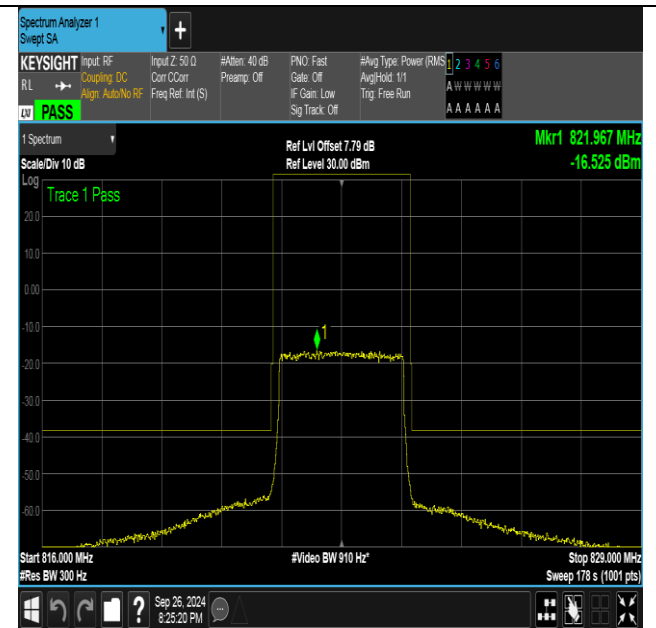 Spectrum Analyzer 1
Swept SA
+
KEYSIGHT
RL
LXI PASS
Input: RF
Coupling: DC
Align: Auto/No RF
Input Z: 50 Ω
Corr CCorr
Freq Ref: Int (S)
#Atten: 40 dB
Preamp: Off
PNO: Fast
Gate: Off
IF Gain: Low
Sig Track: Off
#Avg Type: Power (RMS
Avg|Hold: 1/1
Trig: Free Run
1 2 3 4 5 6
A W W W W W
A A A A A A
1 Spectrum
Scale/Div 10 dB
Ref Lvl Offset 7.79 dB
Ref Level 30.00 dBm
Mkr1 821.967 MHz
-16.525 dBm
Log
Trace 1 Pass
20.0
10.0
0.00
-10.0
1
-20.0
-30.0
-40.0
-50.0
-60.0
Start 816.000 MHz
#Res BW 300 Hz
#Video BW 910 Hz*
Stop 829.000 MHz
Sweep 178 s (1001 pts)
?
Sep 26, 2024
8:25:20 PM